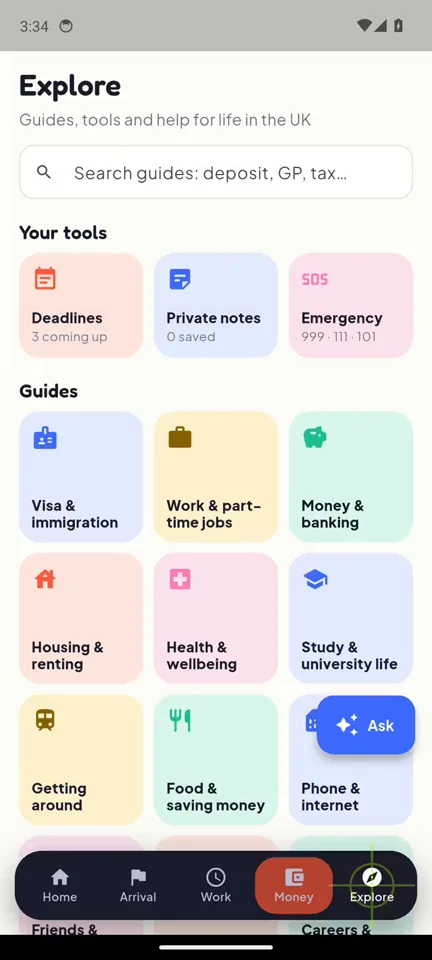 3:34
Explore
Guides, tools and help for life in the UK
Search guides: deposit, GP, tax...
Your tools
Deadlines
3 coming up
Private notes
0 saved
SOS
Emergency
999 · 111 · 101
Guides
Visa &
immigration
Work & part-
time jobs
Money &
banking
Housing &
renting
Health &
wellbeing
Study &
university life
Getting
around
Food &
saving money
Phone &
internet
Ask
Home
Arrival
Work
Money
Explore
Friends &
Careers &